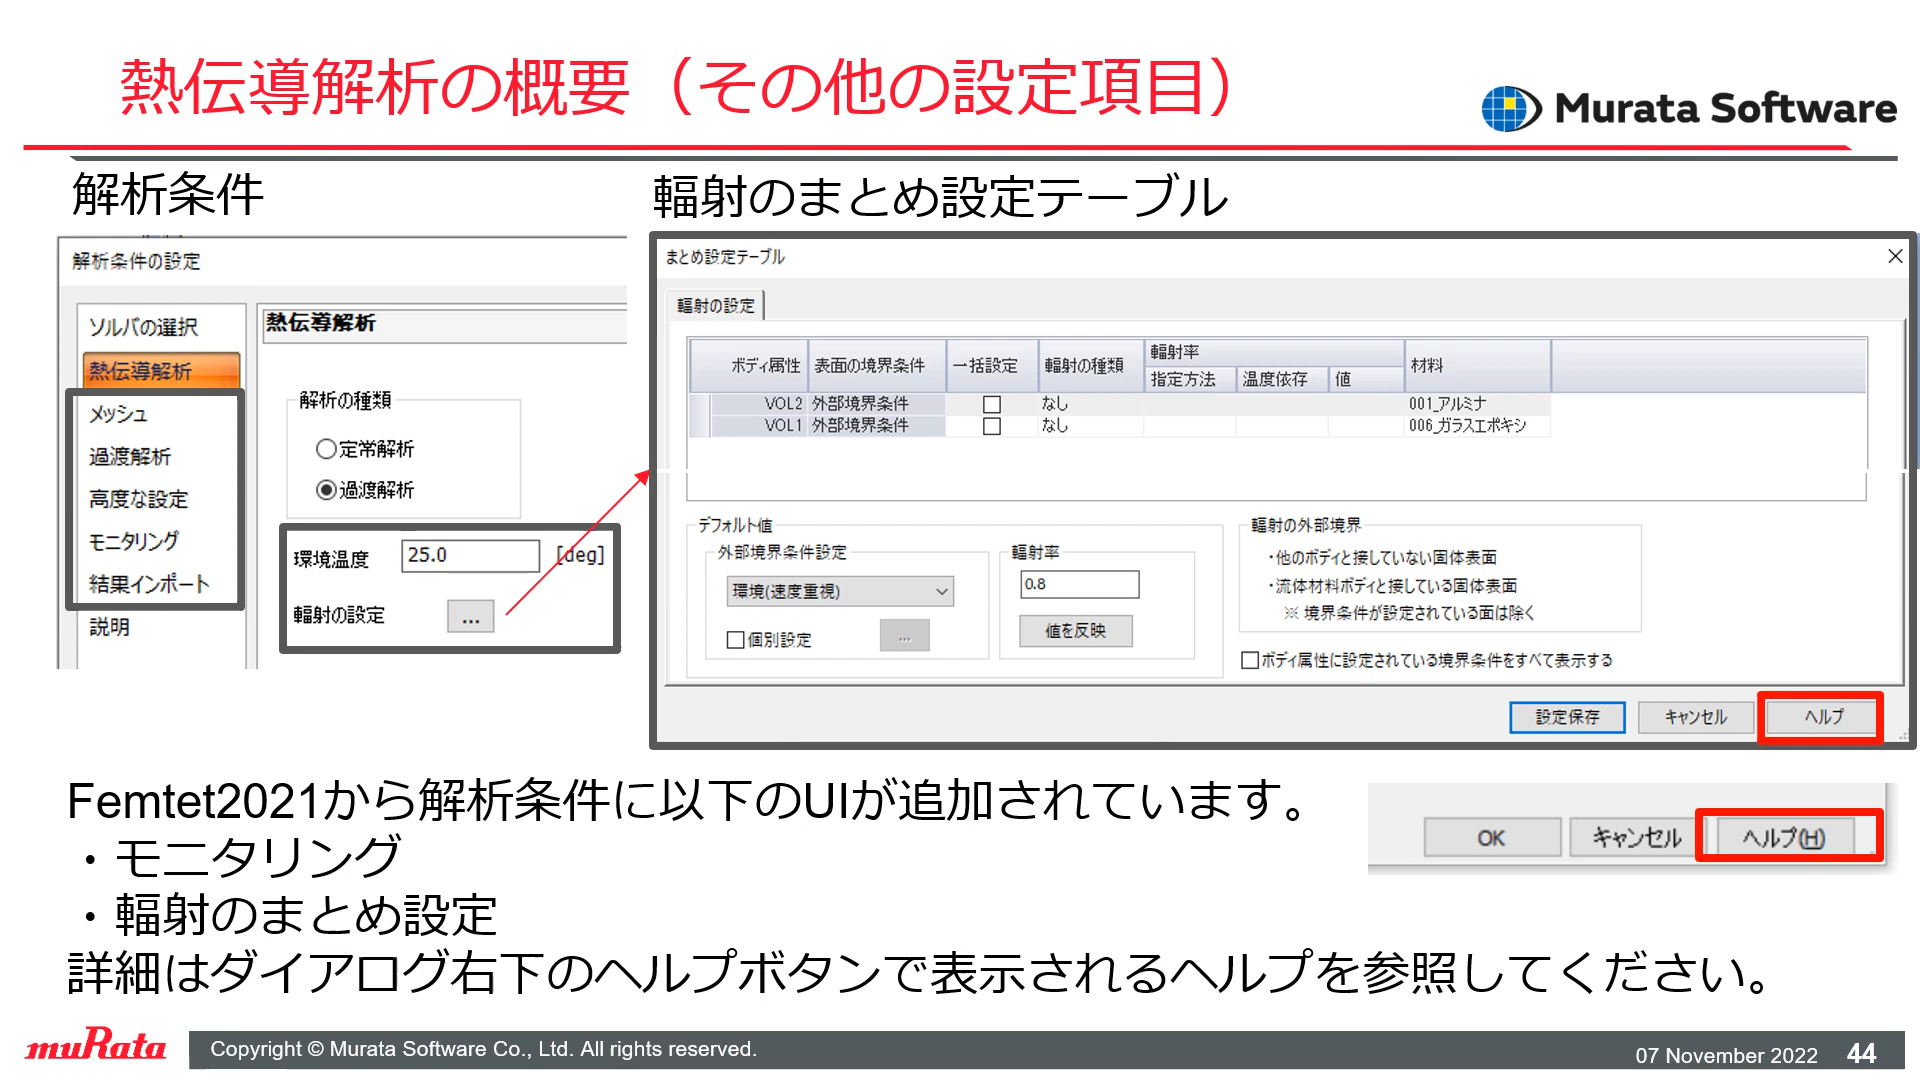 熱伝導解析の概要（その他の設定項目）
Murata Software
解析条件
解析条件の設定
ソルバの選択
熱伝導解析
メッシュ
過渡解析
高度な設定
モニタリング
結果インポート
説明
熱伝導解析
解析の種類
定常解析
過渡解析
環境温度 25.0 [deg]
輻射の設定 ...
輻射のまとめ設定テーブル
まとめ設定テーブル
輻射の設定
ボディ属性 表面の境界条件 一括設定 輻射の種類 輻射率 材料
指定方法 温度依存 値
VOL2 外部境界条件 なし 001_アルミナ
VOL1 外部境界条件 なし 006_ガラスエポキシ
デフォルト値
外部境界条件設定
環境(速度重視)
個別設定 ...
輻射率
0.8
値を反映
輻射の外部境界
・他のボディと接していない固体表面
・流体材料ボディと接している固体表面
※ 境界条件が設定されている面は除く
ボディ属性に設定されている境界条件をすべて表示する
設定保存 キャンセル ヘルプ
Femtet2021から解析条件に以下のUIが追加されています。
・モニタリング
・輻射のまとめ設定
詳細はダイアログ右下のヘルプボタンで表示されるヘルプを参照してください。
OK キャンセル ヘルプ(H)
muRata
Copyright © Murata Software Co., Ltd. All rights reserved.
07 November 2022 44